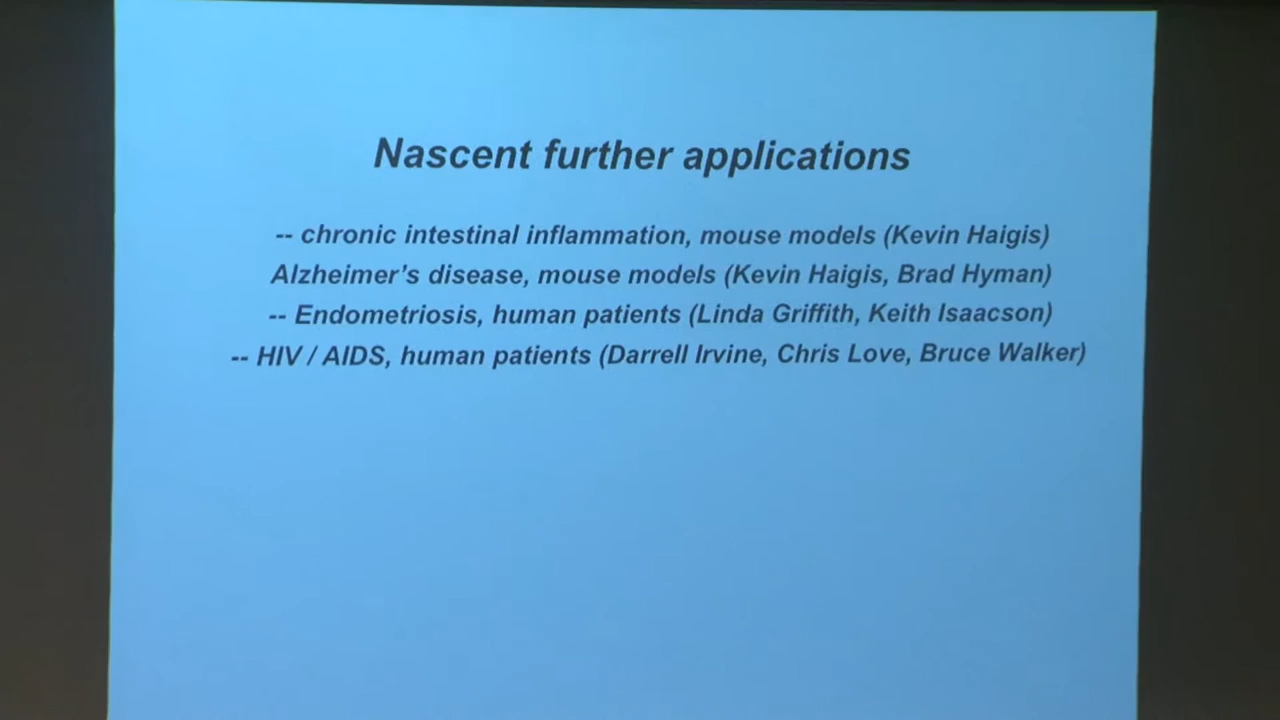 Nascent further applications
-- chronic intestinal inflammation, mouse models (Kevin Haigis)
Alzheimer's disease, mouse models (Kevin Haigis, Brad Hyman)
-- Endometriosis, human patients (Linda Griffith, Keith Isaacson)
-- HIV / AIDS, human patients (Darrell Irvine, Chris Love, Bruce Walker)